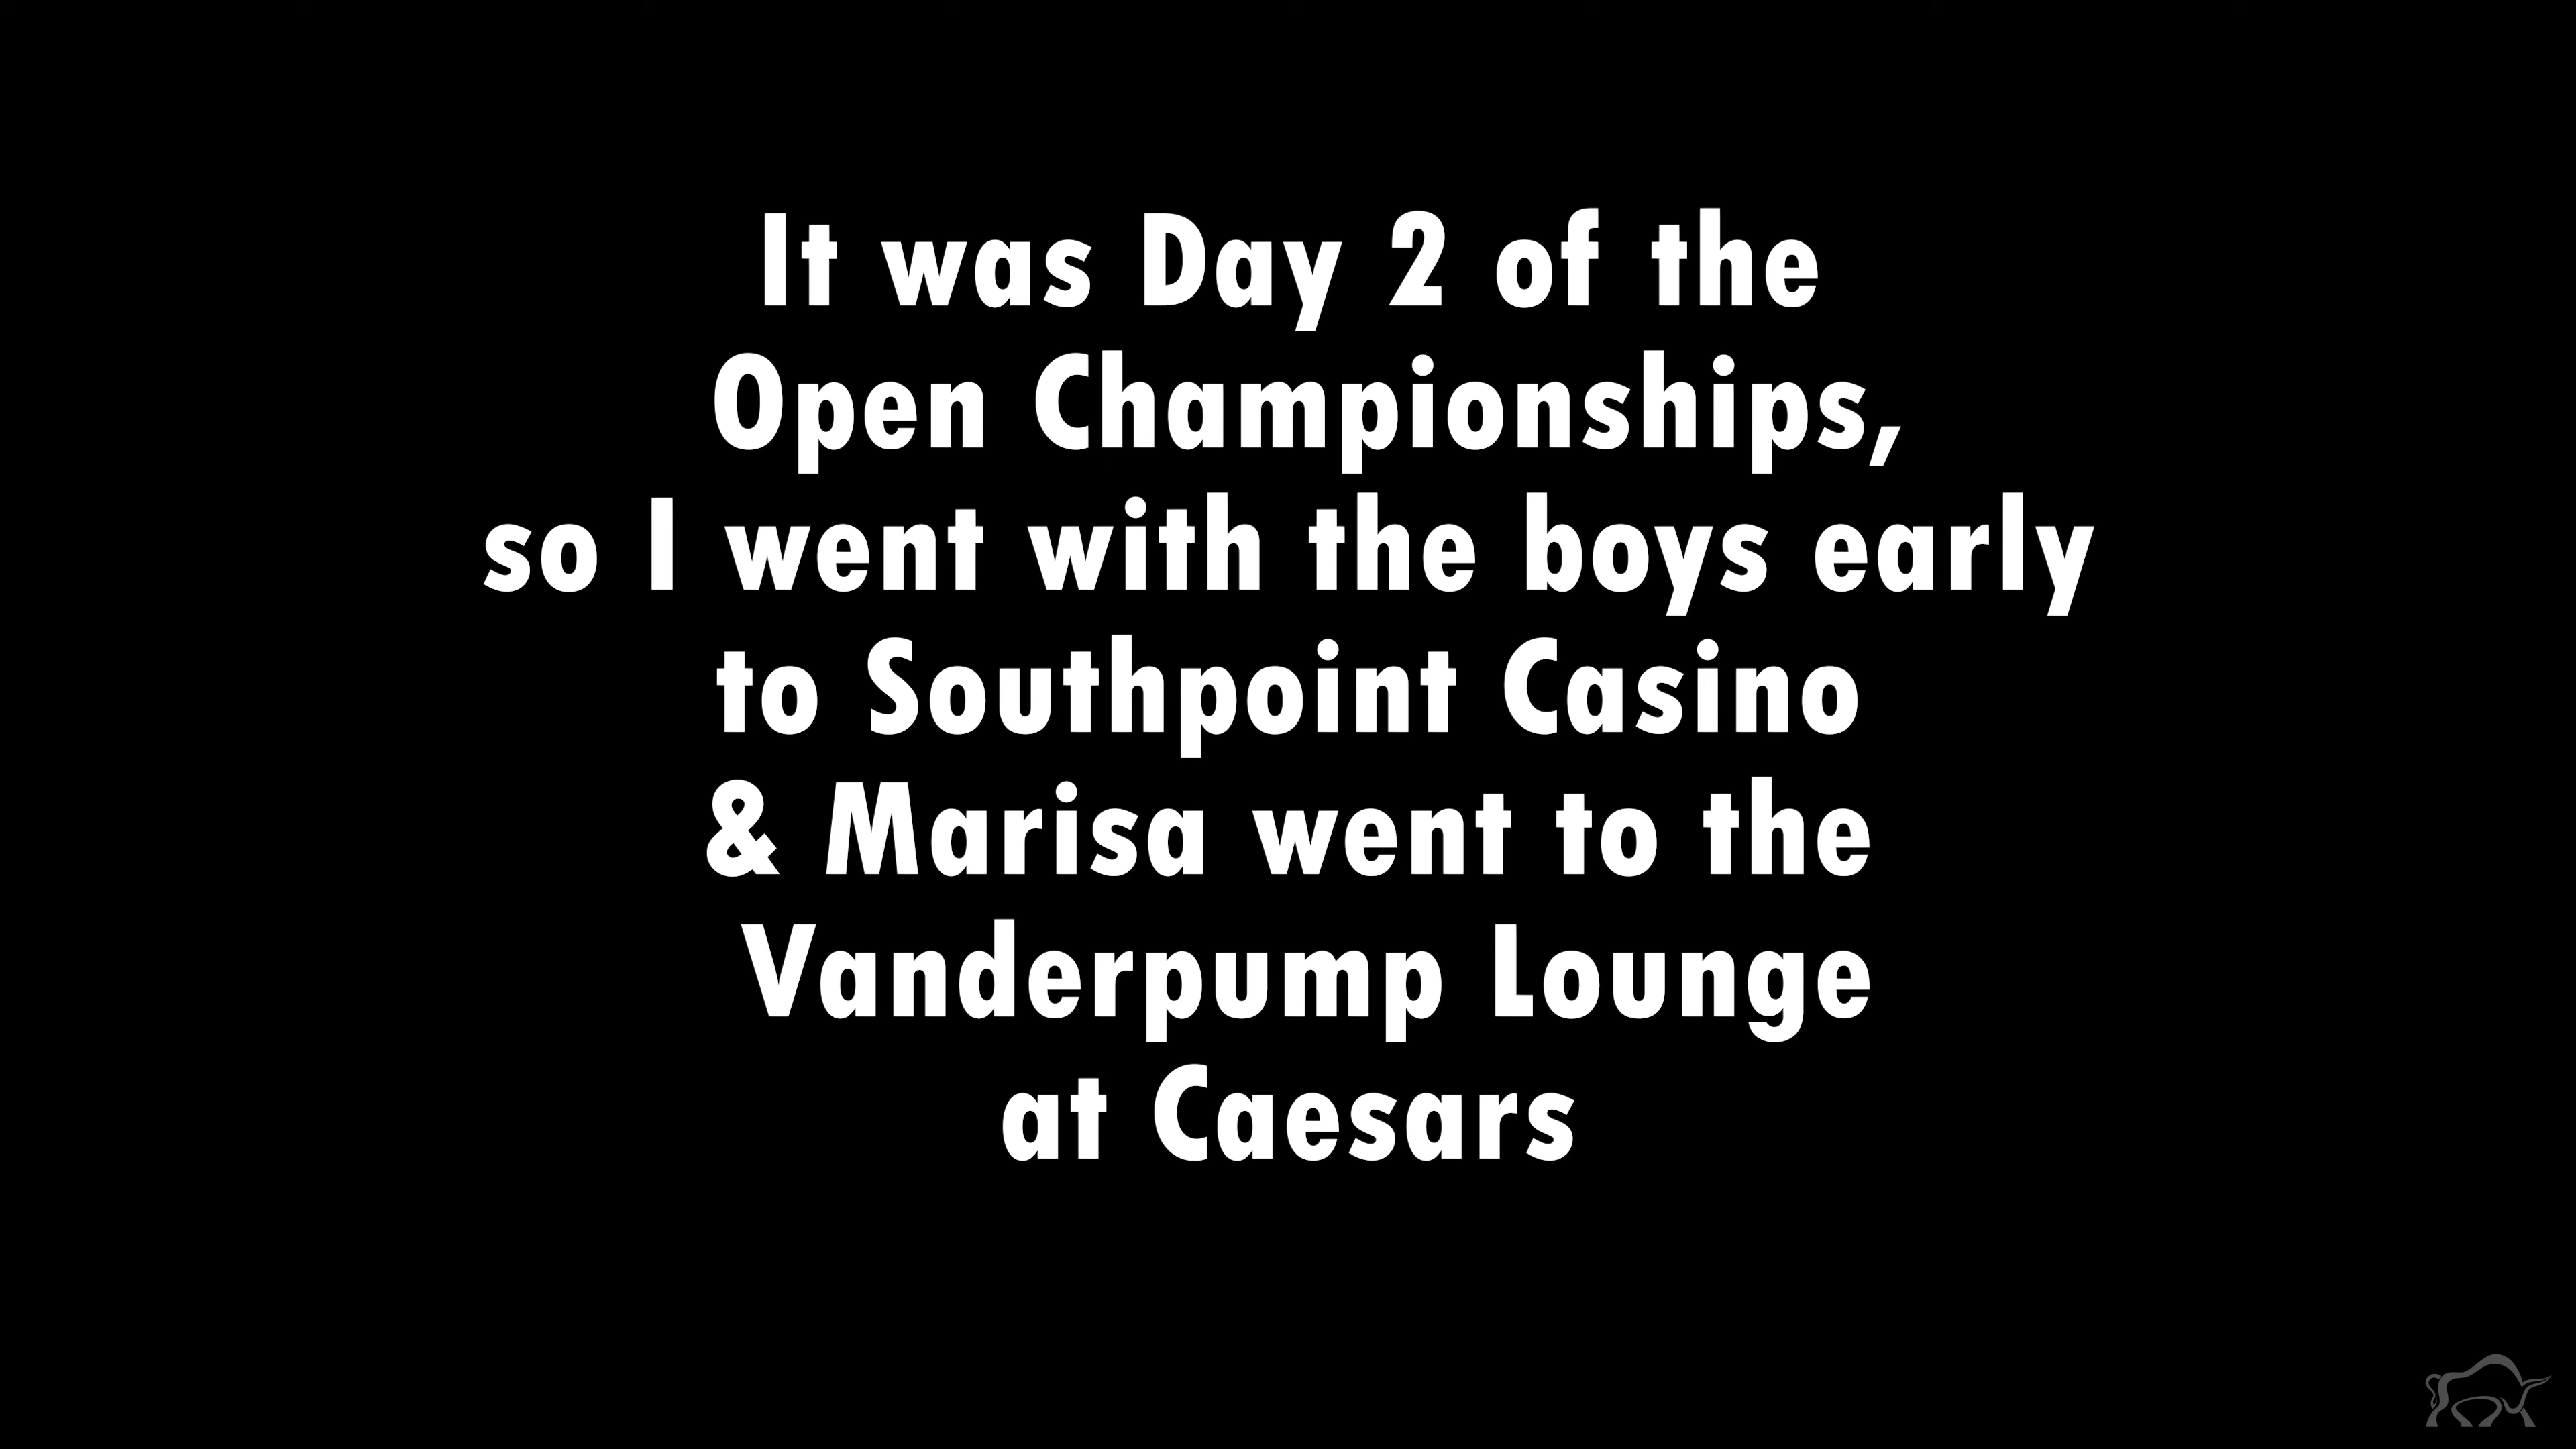 It was Day 2 of the
Open Championships,
so I went with the boys early
to Southpoint Casino
& Marisa went to the
Vanderpump Lounge
at Caesars